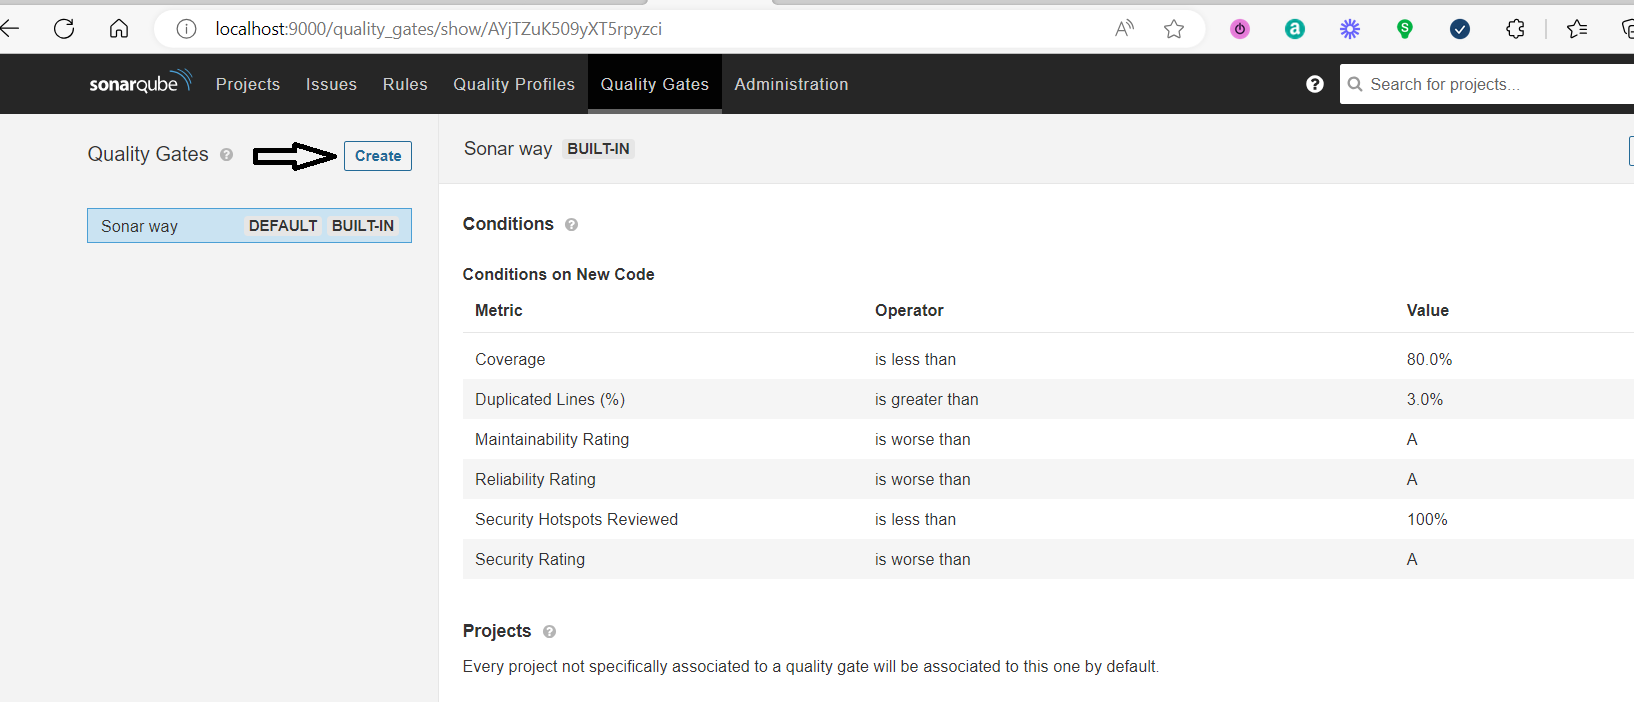 localhost:9000/quality_gates/show/AYjTZuK509yXT5rpyzci
sonarqube Projects Issues Rules Quality Profiles Quality Gates Administration Search for projects...
Quality Gates Create
Sonar way DEFAULT BUILT-IN
Sonar way BUILT-IN
Conditions
Conditions on New Code
Metric Operator Value
Coverage is less than 80.0%
Duplicated Lines (%) is greater than 3.0%
Maintainability Rating is worse than A
Reliability Rating is worse than A
Security Hotspots Reviewed is less than 100%
Security Rating is worse than A
Projects
Every project not specifically associated to a quality gate will be associated to this one by default.